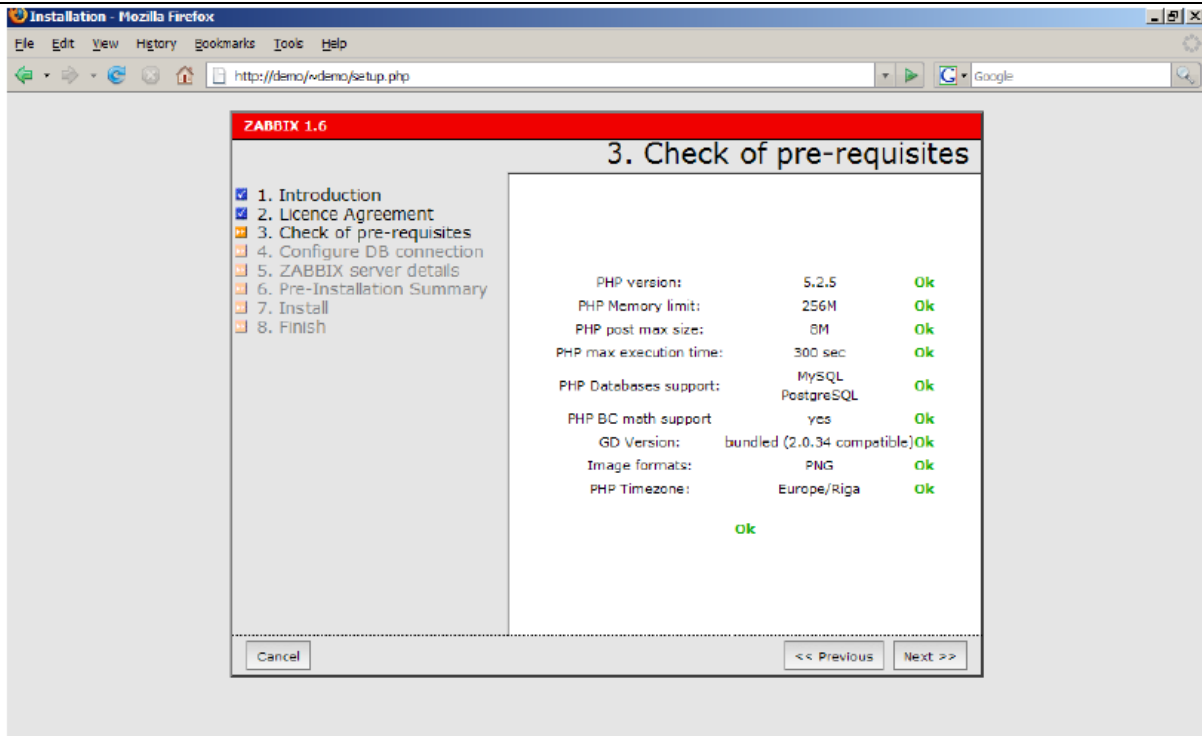 Installation - Mozilla Firefox
File Edit View History Bookmarks Tools Help
http://demo/~demo/setup.php
G Google
ZABBIX 1.6
3. Check of pre-requisites
1. Introduction
2. Licence Agreement
3. Check of pre-requisites
4. Configure DB connection
5. ZABBIX server details
6. Pre-Installation Summary
7. Install
8. Finish
PHP version: 5.2.5 Ok
PHP Memory limit: 256M Ok
PHP post max size: 8M Ok
PHP max execution time: 300 sec Ok
PHP Databases support: MySQL PostgreSQL Ok
PHP BC math support yes Ok
GD Version: bundled (2.0.34 compatible) Ok
Image formats: PNG Ok
PHP Timezone: Europe/Riga Ok
Ok
Cancel << Previous Next >>